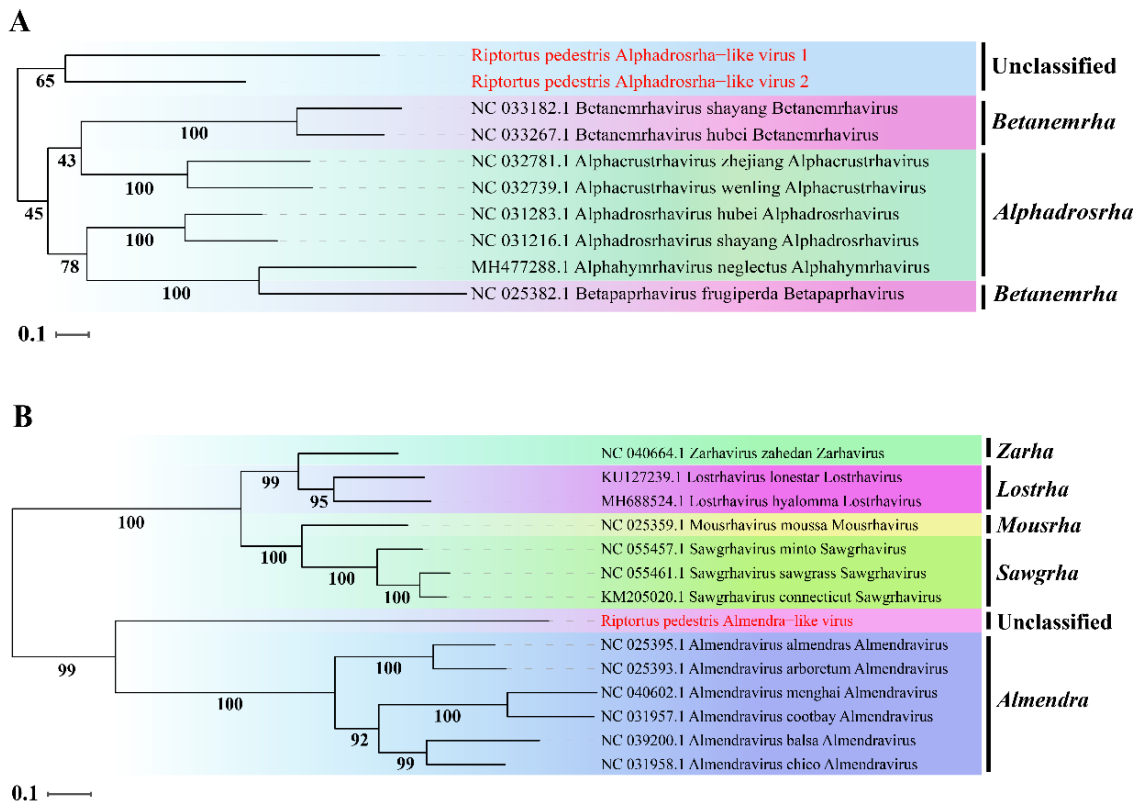 A
Riptortus pedestris Alphadrosrha−like virus 1
65
Riptortus pedestris Alphadrosrha−like virus 2
Unclassified
NC 033182.1 Betanemrhavirus shayang Betanemrhavirus
100
NC 033267.1 Betanemrhavirus hubei Betanemrhavirus
Betanemrha
43
NC 032781.1 Alphacrustrhavirus zhejiang Alphacrustrhavirus
100
NC 032739.1 Alphacrustrhavirus wenling Alphacrustrhavirus
45
NC 031283.1 Alphadrosrhavirus hubei Alphadrosrhavirus
100
NC 031216.1 Alphadrosrhavirus shayang Alphadrosrhavirus
Alphadrosrha
78
MH477288.1 Alphahymrhavirus neglectus Alphahymrhavirus
100
NC 025382.1 Betapaprhavirus frugiperda Betapaprhavirus
Betanemrha
0.1
B
NC 040664.1 Zarhavirus zahedan Zarhavirus
Zarha
99
KU127239.1 Lostrhavirus lonestar Lostrhavirus
95
MH688524.1 Lostrhavirus hyalomma Lostrhavirus
Lostrha
100
NC 025359.1 Mousrhavirus moussa Mousrhavirus
Mousrha
100
NC 055457.1 Sawgrhavirus minto Sawgrhavirus
100
NC 055461.1 Sawgrhavirus sawgrass Sawgrhavirus
100
KM205020.1 Sawgrhavirus connecticut Sawgrhavirus
Sawgrha
Riptortus pedestris Almendra−like virus
Unclassified
99
NC 025395.1 Almendravirus almendras Almendravirus
100
NC 025393.1 Almendravirus arboretum Almendravirus
100
NC 040602.1 Almendravirus menghai Almendravirus
100
NC 031957.1 Almendravirus cootbay Almendravirus
Almendra
92
NC 039200.1 Almendravirus balsa Almendravirus
99
NC 031958.1 Almendravirus chico Almendravirus
0.1